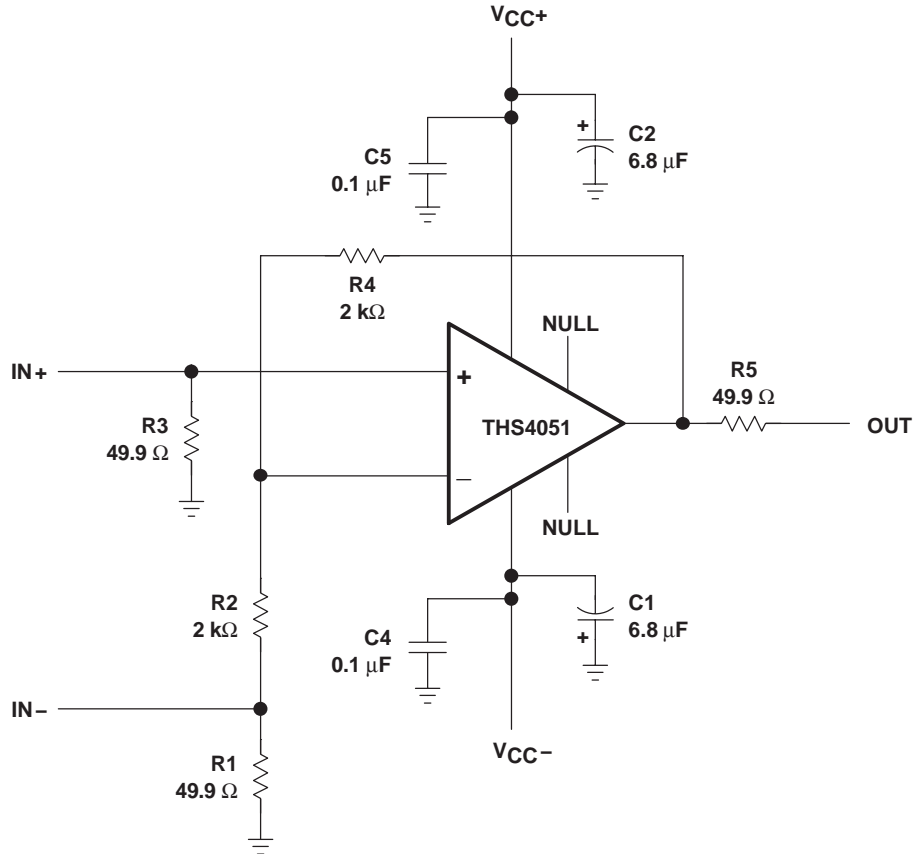 VCC+
C5
0.1 μF
+
C2
6.8 μF
R4
2 kΩ
NULL
IN+
+
R3
49.9 Ω
THS4051
R5
49.9 Ω
OUT
–
NULL
R2
2 kΩ
C4
0.1 μF
+
C1
6.8 μF
IN–
R1
49.9 Ω
VCC–